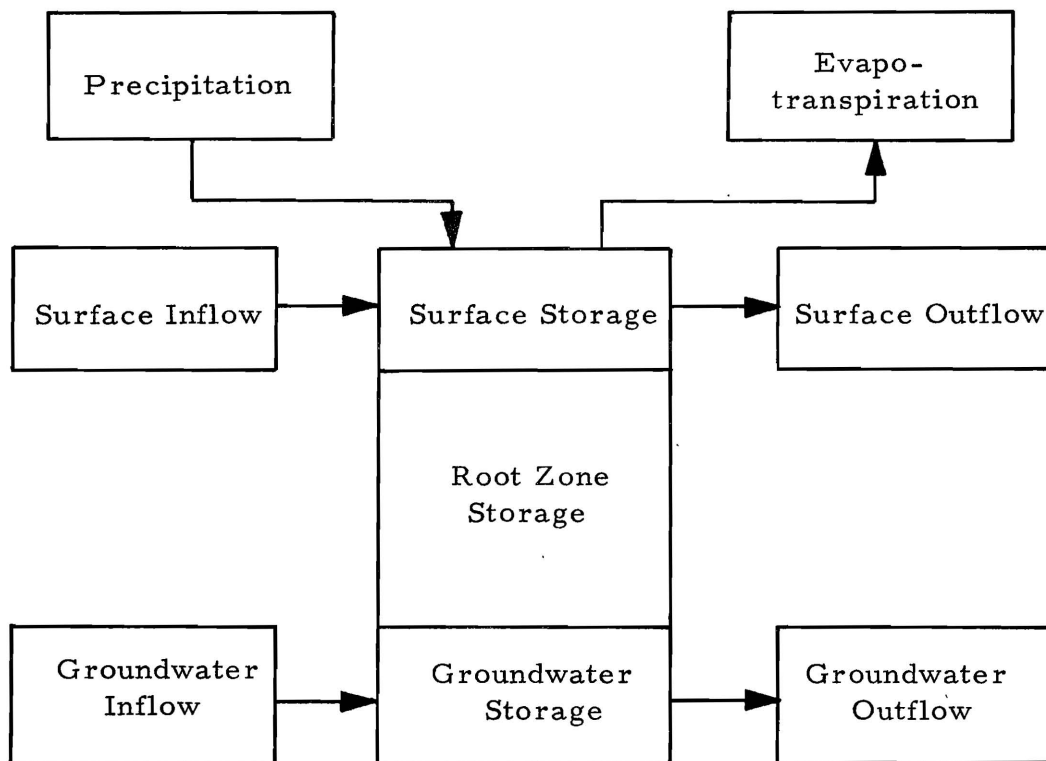 Precipitation
Evapo-
transpiration
Surface Inflow
Surface Storage
Surface Outflow
Root Zone
Storage
Groundwater
Inflow
Groundwater
Storage
Groundwater
Outflow